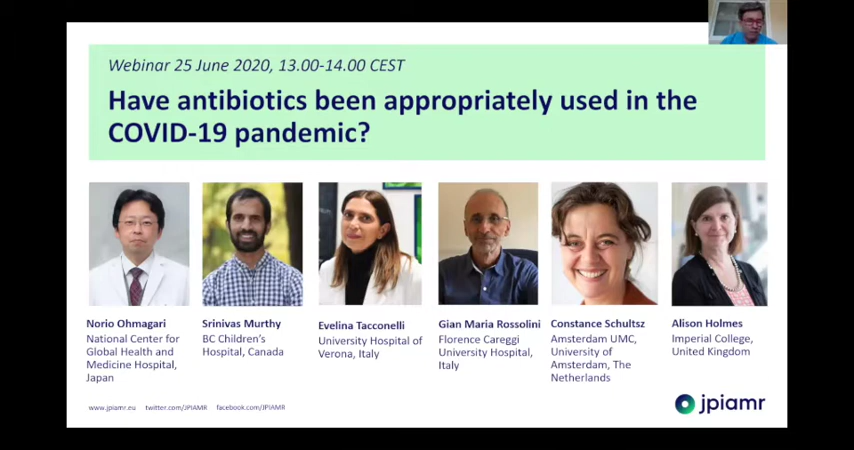 Webinar 25 June 2020, 13.00-14.00 CEST
Have antibiotics been appropriately used in the
COVID-19 pandemic?
Norio Ohmagari
National Center for
Global Health and
Medicine Hospital,
Japan
Srinivas Murthy
BC Children's
Hospital, Canada
Evelina Tacconelli
University Hospital of
Verona, Italy
Gian Maria Rossolini
Florence Careggi
University Hospital,
Italy
Constance Schultsz
Amsterdam UMC,
University of
Amsterdam, The
Netherlands
Alison Holmes
Imperial College,
United Kingdom
www.jpiamr.eu twitter.com/JPIAMR facebook.com/JPIAMR
jpiamr